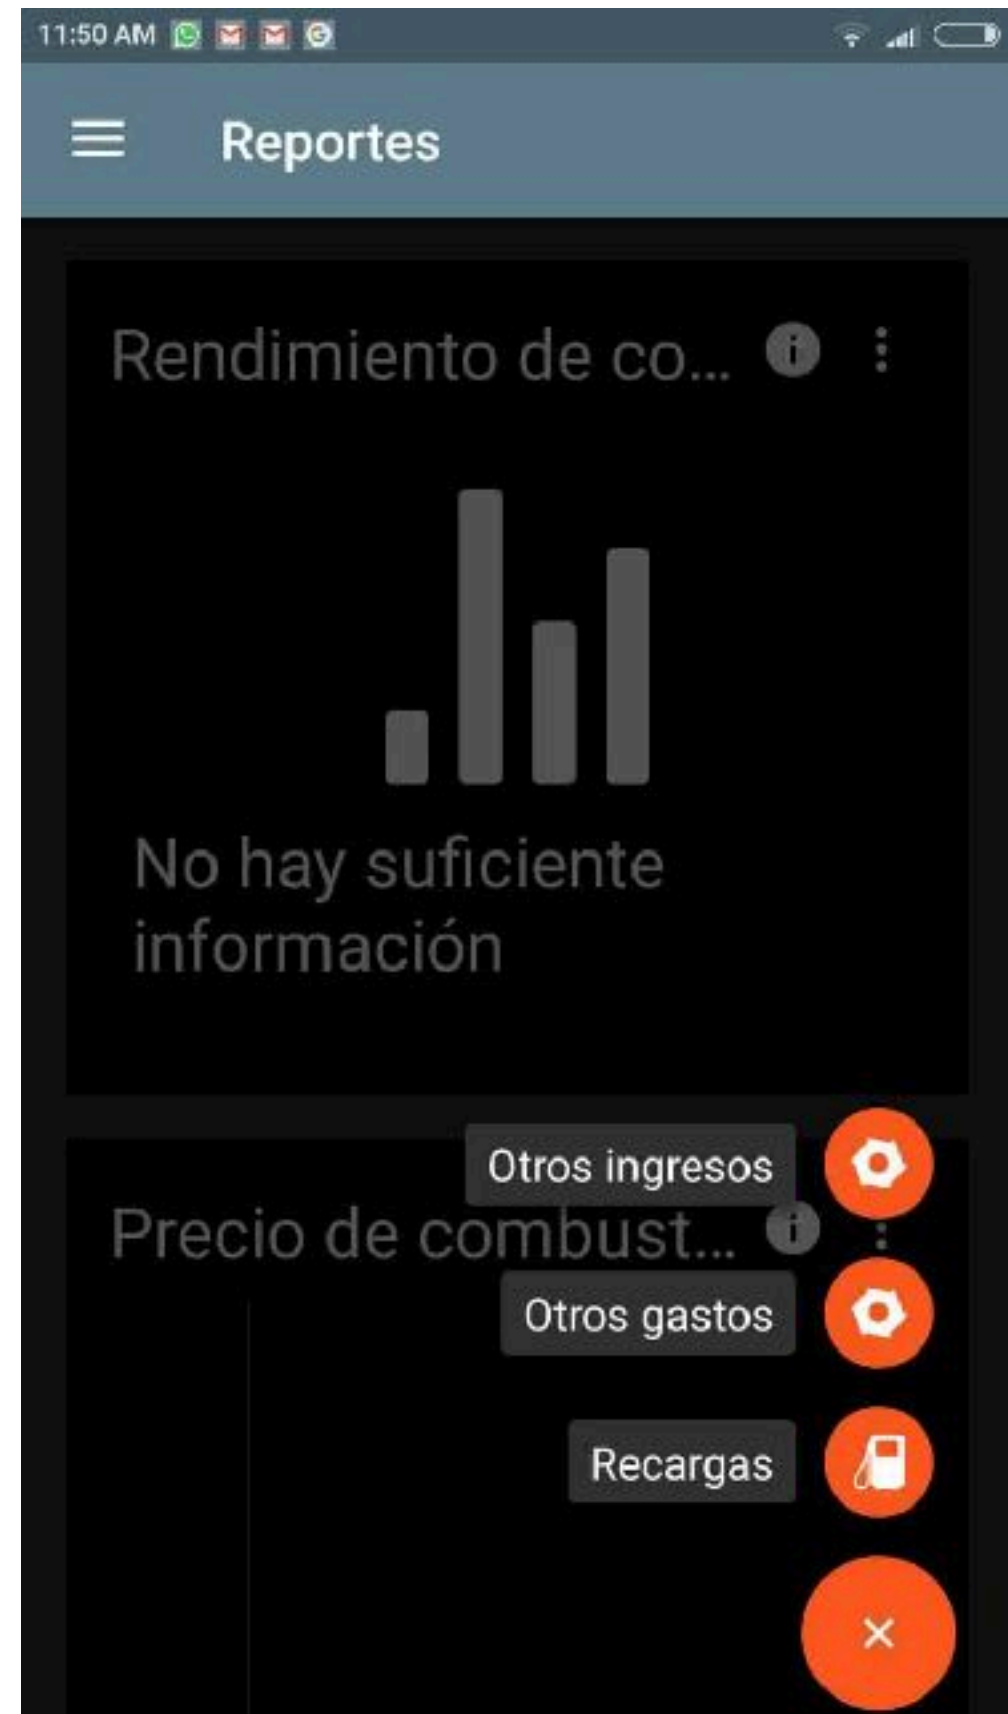 11:50 AM
Reportes
Rendimiento de co...
No hay suficiente
información
Otros ingresos
Precio de combust...
Otros gastos
Recargas